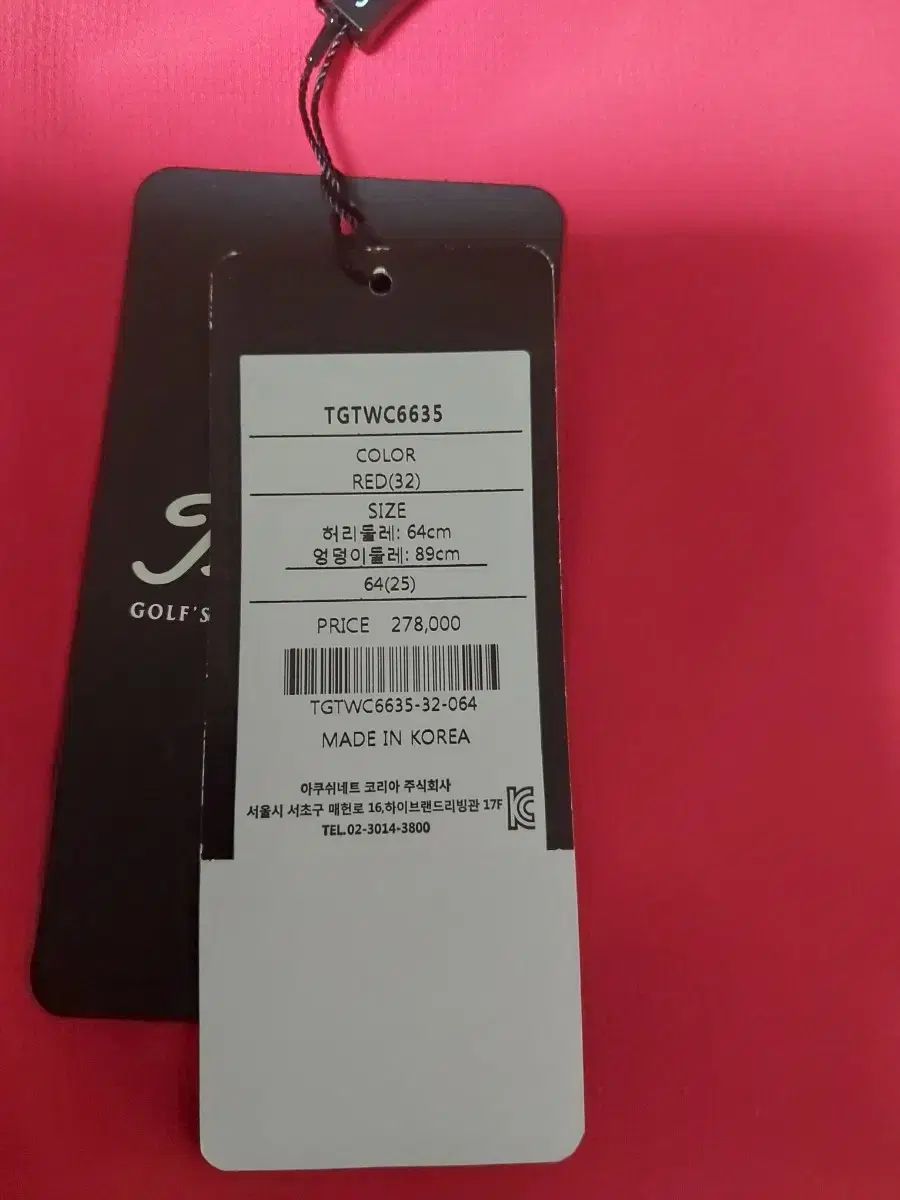 TGTWC6635
COLOR
RED(32)
SIZE
허리둘레: 64cm
엉덩이둘레: 89cm
64(25)
PRICE 278,000
TGTWC6635-32-064
MADE IN KOREA
아쿠쉬네트 코리아 주식회사
서울시 서초구 매헌로 16,하이브랜드리빙관 17F
TEL.02-3014-3800
GOLF'S